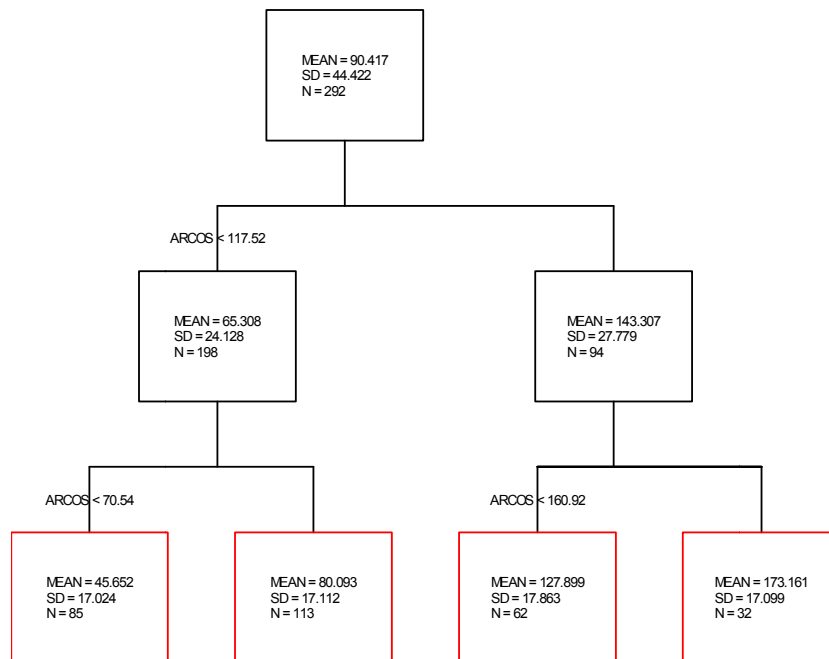 MEAN = 90.417
SD = 44.422
N = 292
ARCOS < 117.52
MEAN = 65.308
SD = 24.128
N = 198
MEAN = 143.307
SD = 27.779
N = 94
ARCOS < 70.54
ARCOS < 160.92
MEAN = 45.652
SD = 17.024
N = 85
MEAN = 80.093
SD = 17.112
N = 113
MEAN = 127.899
SD = 17.863
N = 62
MEAN = 173.161
SD = 17.099
N = 32